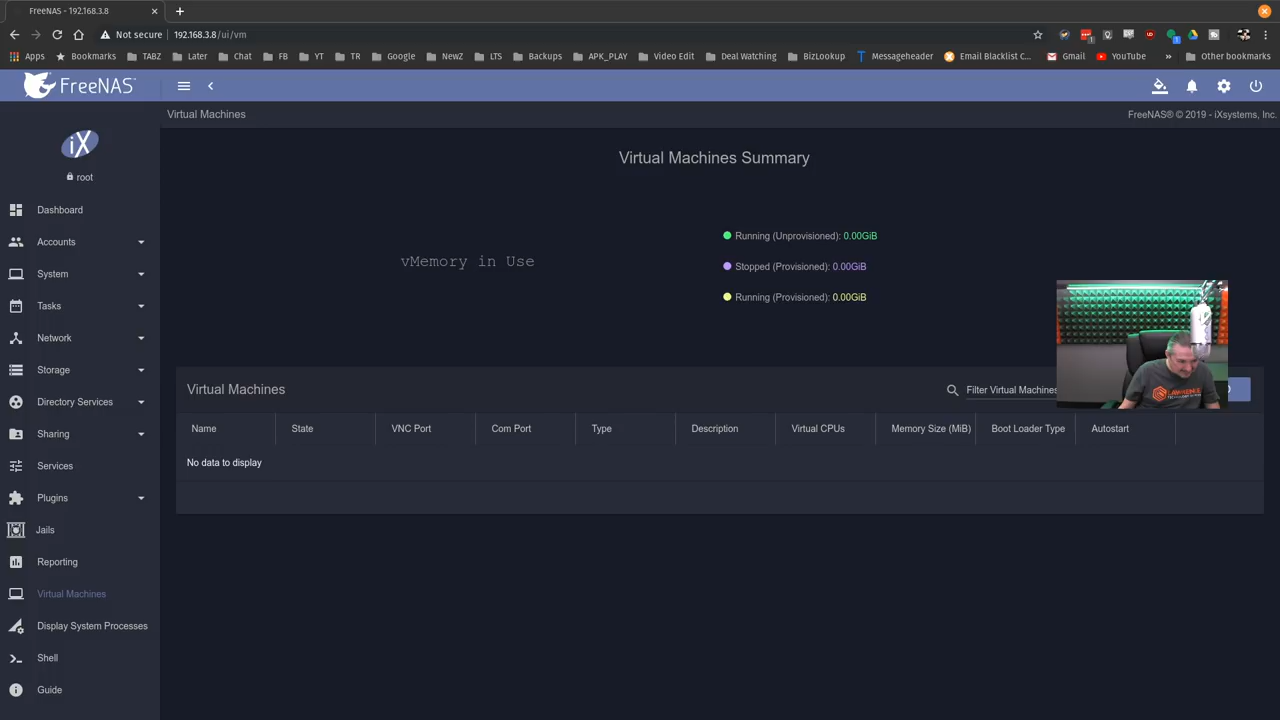 FreeNAS - 192.168.3.8
Not secure 192.168.3.8/ui/vm
Apps Bookmarks TABZ Later Chat FB YT TR Google NewZ LTS Backups APK_PLAY Video Edit Deal Watching BizLookup Messageheader Email Blacklist C... Gmail YouTube » Other bookmarks
FreeNAS
Virtual Machines
FreeNAS® © 2019 - iXsystems, Inc.
iX
root
Dashboard
Accounts
System
Tasks
Network
Storage
Directory Services
Sharing
Services
Plugins
Jails
Reporting
Virtual Machines
Display System Processes
Shell
Guide
Virtual Machines Summary
vMemory in Use
Running (Unprovisioned): 0.00GiB
Stopped (Provisioned): 0.00GiB
Running (Provisioned): 0.00GiB
Virtual Machines
Filter Virtual Machines
Name State VNC Port Com Port Type Description Virtual CPUs Memory Size (MiB) Boot Loader Type Autostart
No data to display